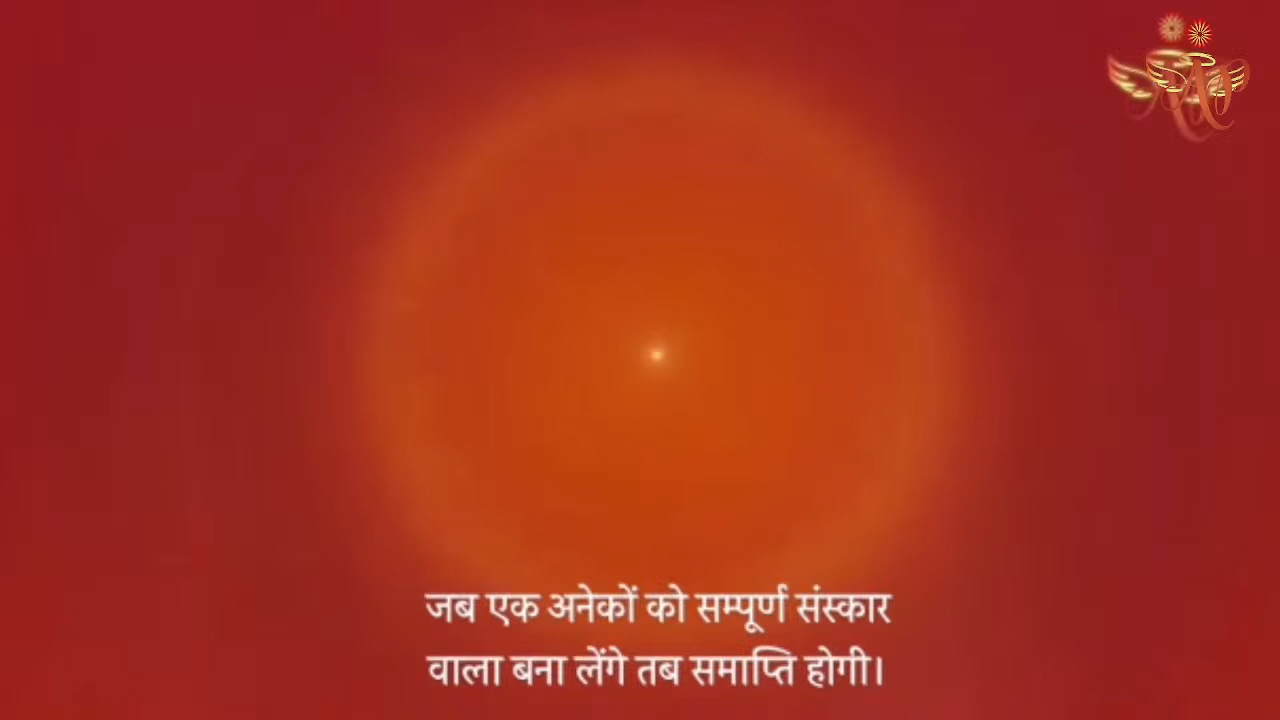 जब एक अनेकों को सम्पूर्ण संस्कार
वाला बना लेंगे तब समाप्ति होगी।